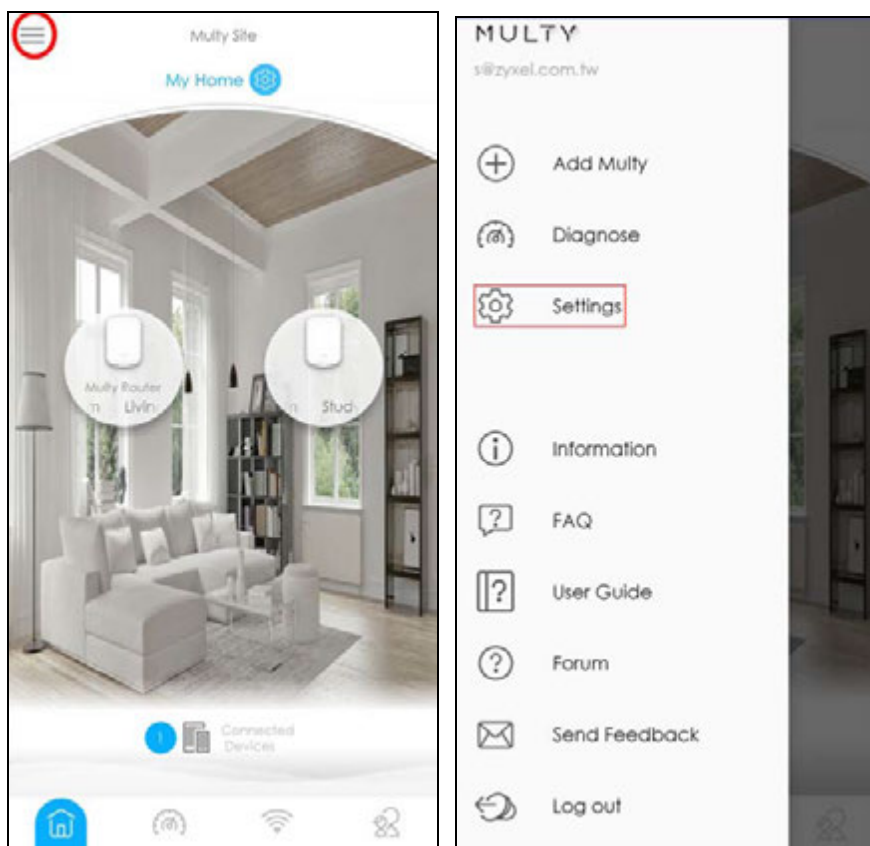 Multy Site
My Home
Multy Router
m Livin
n Stud
1
Connected
Devices
MULTY
s@zyxel.com.tw
Add Multy
Diagnose
Settings
Information
FAQ
User Guide
Forum
Send Feedback
Log out